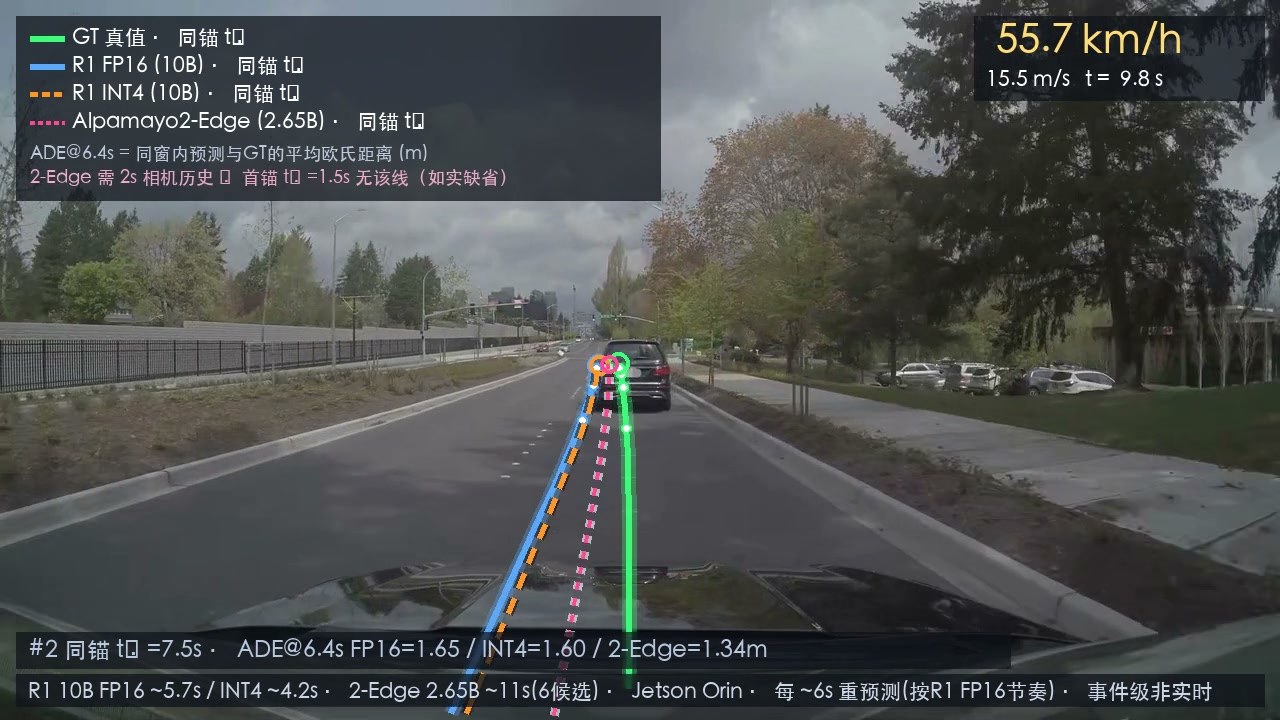 GT 真值 · 同锚 t□
R1 FP16 (10B) · 同锚 t□
R1 INT4 (10B) · 同锚 t□
Alpamayo2-Edge (2.65B) · 同锚 t□
ADE@6.4s = 同窗内预测与GT的平均欧氏距离 (m)
2-Edge 需 2s 相机历史 □ 首锚 t□ =1.5s 无该线（如实缺省）
55.7 km/h
15.5 m/s t = 9.8 s
#2 同锚 t□ =7.5s · ADE@6.4s FP16=1.65 / INT4=1.60 / 2-Edge=1.34m
R1 10B FP16 ~5.7s / INT4 ~4.2s · 2-Edge 2.65B ~11s(6候选) · Jetson Orin · 每 ~6s 重预测(按R1 FP16节奏) · 事件级非实时